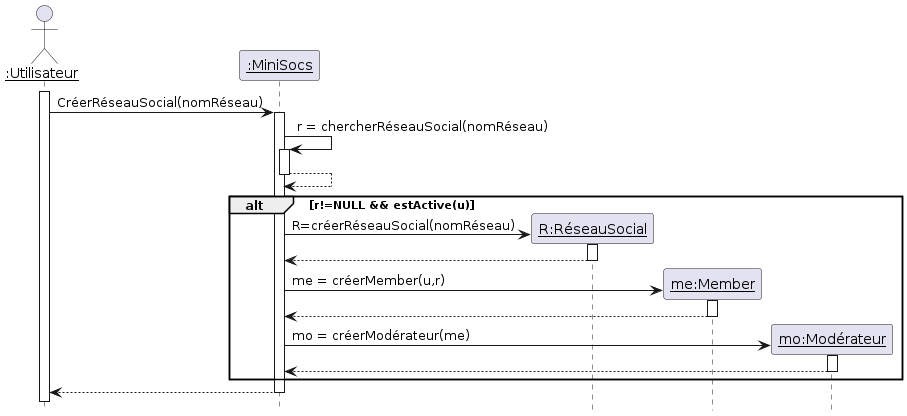 :Utilisateur
:MiniSocs
CréerRéseauSocial(nomRéseau)
r = chercherRéseauSocial(nomRéseau)
alt [r!=NULL && estActive(u)]
R=créerRéseauSocial(nomRéseau)
R:RéseauSocial
me = créerMember(u,r)
me:Member
mo = créerModérateur(me)
mo:Modérateur